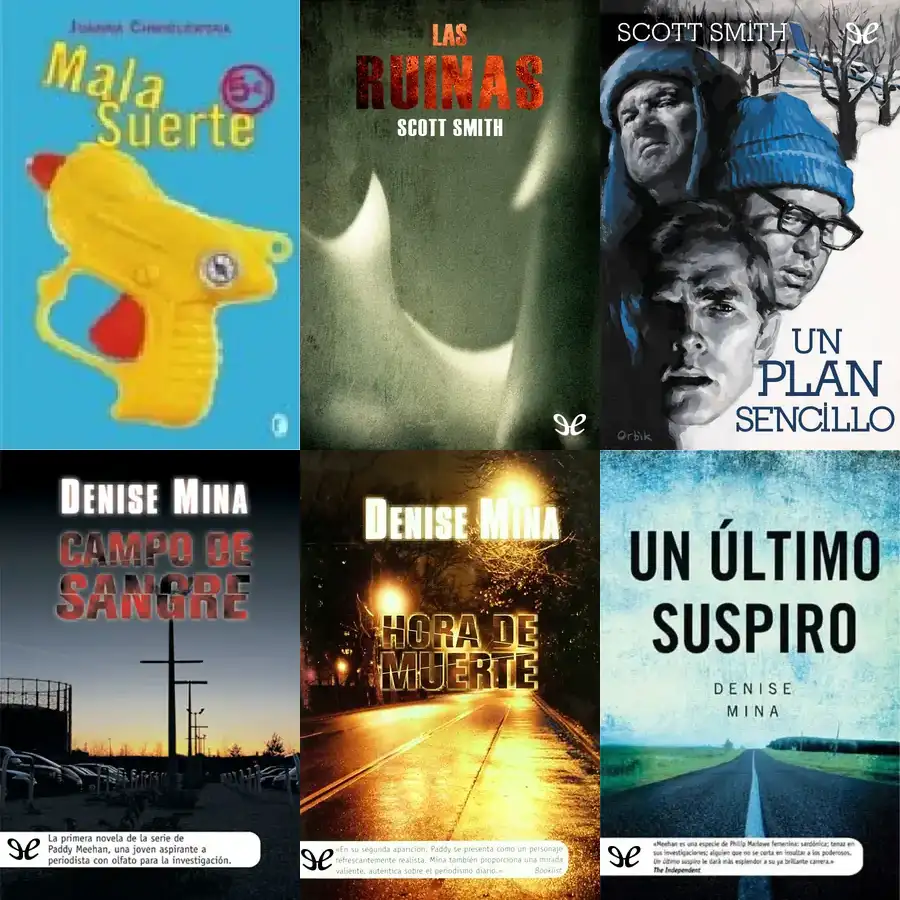 JOANNA CHMIELEWSKA
Mala
Suerte
5€
LAS
RUINAS
SCOTT SMITH
SCOTT SMITH
UN
PLAN
SENCILLO
Orbik
DENISE MINA
CAMPO DE
SANGRE
La primera novela de la serie de
Paddy Meehan, una joven aspirante a
periodista con olfato para la investigación.
DENISE MINA
HORA DE
MUERTE
«En su segunda aparición, Paddy se presenta como un personaje
refrescantemente realista. Mina también proporciona una mirada
valiente, auténtica sobre el periodismo diario.»
Booklist
UN ÚLTIMO
SUSPIRO
DENISE
MINA
«Meehan es una especie de Philip Marlowe femenina: sardónica; tenaz en
sus investigaciones; alguien que no se corta en insultar a los poderosos.
Un último suspiro le dará más esplendor a su ya brillante carrera.»
The Independent